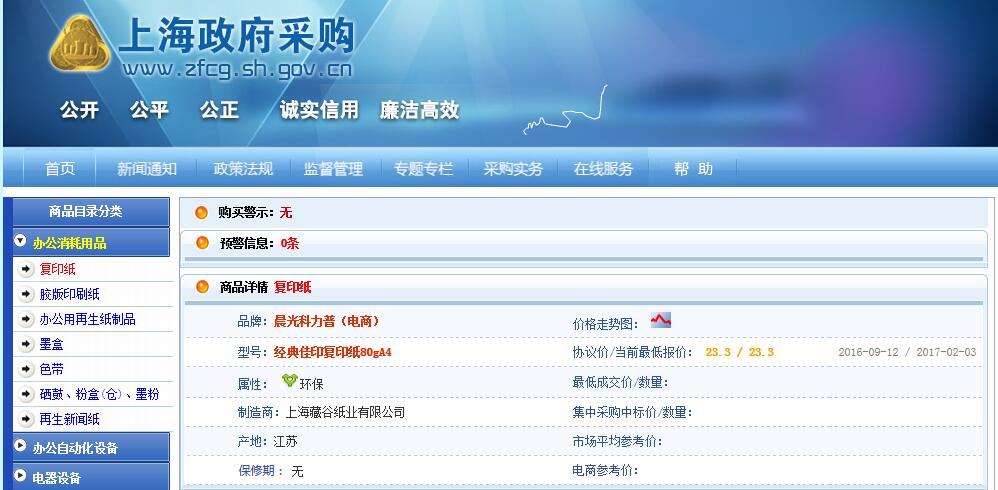 上海政府采购
www.zfcg.sh.gov.cn
公开 公平 公正 诚实信用 廉洁高效
首页 新闻通知 政策法规 监督管理 专题专栏 采购实务 在线服务 帮 助
商品目录分类
办公消耗用品
复印纸
胶版印刷纸
办公用再生纸制品
墨盒
色带
硒鼓、粉盒(仓)、墨粉
再生新闻纸
办公自动化设备
电器设备
购买警示：无
预警信息：0条
商品详情 复印纸
品牌：晨光科力普（电商） 价格走势图：
型号：经典佳印复印纸80gA4 协议价/当前最低报价： 23.3 / 23.3 2016-09-12 / 2017-02-03
属性： 环保 最低成交价/数量：
制造商：上海藏谷纸业有限公司 集中采购中标价/数量：
产地：江苏 市场平均参考价：
保修期： 无 电商参考价：